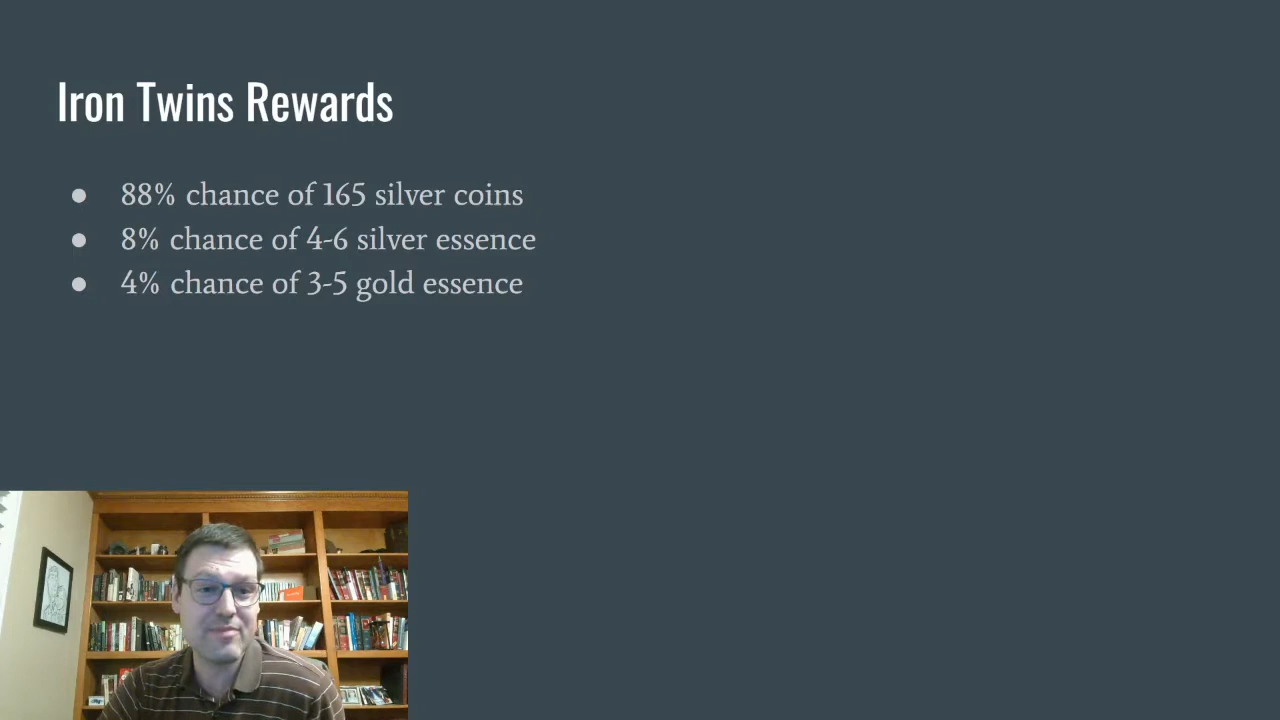 Iron Twins Rewards
● 88% chance of 165 silver coins
● 8% chance of 4-6 silver essence
● 4% chance of 3-5 gold essence